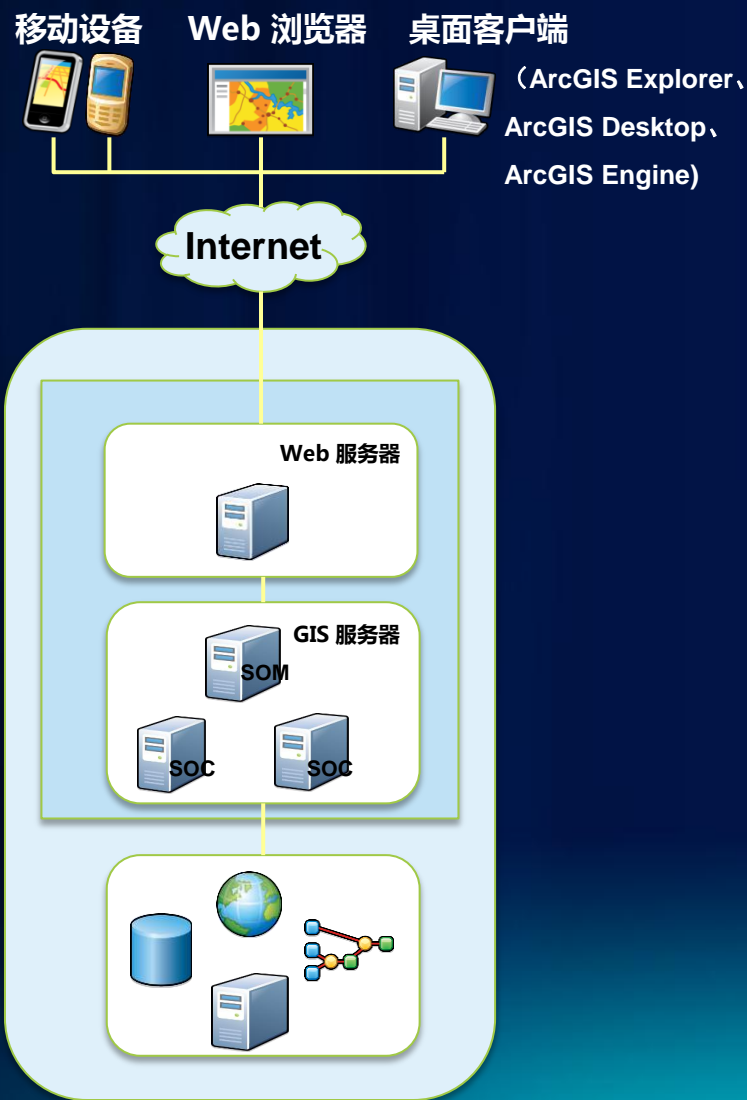 移动设备 Web 浏览器 桌面客户端
（ArcGIS Explorer、
ArcGIS Desktop、
ArcGIS Engine)
Internet
Web 服务器
GIS 服务器
SOM
SOC SOC